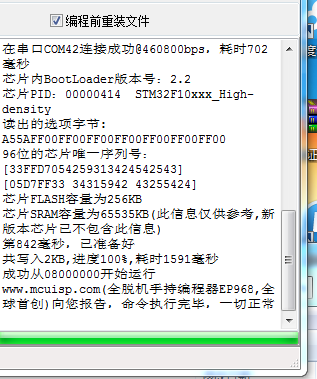 编程前重装文件
在串口COM42连接成功@460800bps，耗时702
毫秒
芯片内BootLoader版本号：2.2
芯片PID：00000414  STM32F10xxx_High-
density
读出的选项字节:
A55AFF00FF00FF00FF00FF00FF00FF00
96位的芯片唯一序列号：
[33FFD7054259313424542543]
[05D7FF33 34315942 43255424]
芯片FLASH容量为256KB
芯片SRAM容量为65535KB(此信息仅供参考,新
版本芯片已不包含此信息)
第842毫秒，已准备好
共写入2KB,进度100%,耗时1591毫秒
成功从08000000开始运行
www.mcuisp.com(全脱机手持编程器EP968,全
球首创)向您报告，命令执行完毕，一切正常